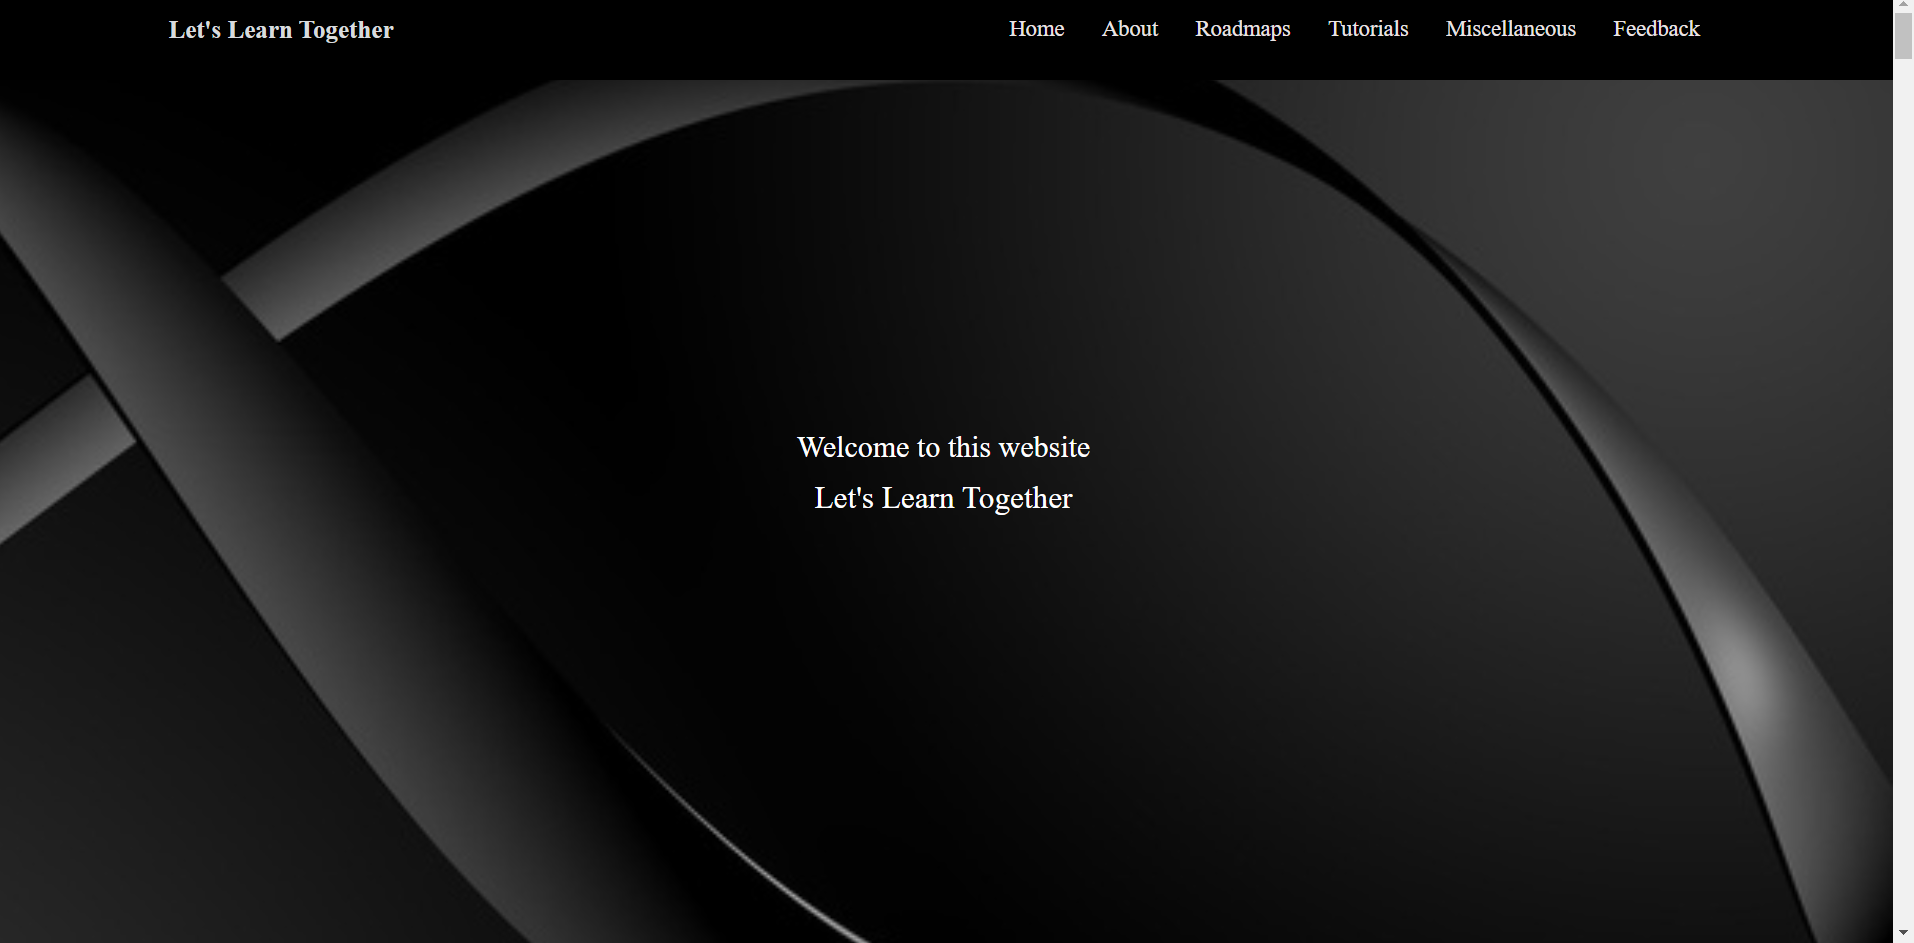 Let's Learn Together
Home About Roadmaps Tutorials Miscellaneous Feedback
Welcome to this website
Let's Learn Together